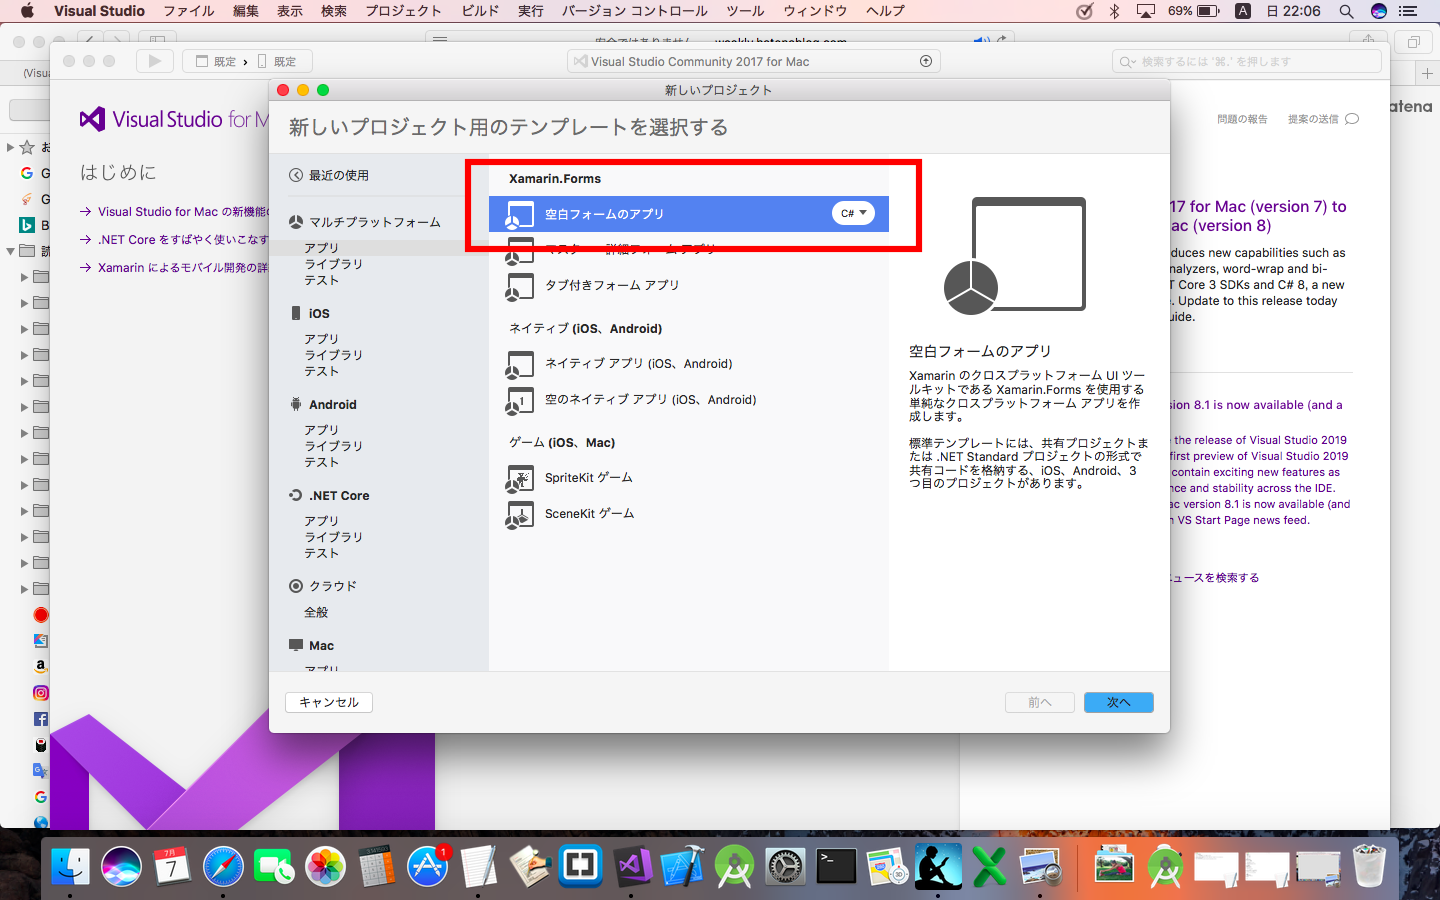 Visual Studio ファイル 編集 表示 検索 プロジェクト ビルド 実行 バージョン コントロール ツール ウィンドウ ヘルプ 69% A 日 22:06
既定 › 既定
Visual Studio Community 2017 for Mac
検索するには '⌘.' を押します
新しいプロジェクト
新しいプロジェクト用のテンプレートを選択する
Visual Studio for M
はじめに
Visual Studio for Mac の新機能の
.NET Core をすばやく使いこなす
Xamarin によるモバイル開発の詳
最近の使用
マルチプラットフォーム
アプリ
ライブラリ
テスト
iOS
アプリ
ライブラリ
テスト
Android
アプリ
ライブラリ
テスト
.NET Core
アプリ
ライブラリ
テスト
クラウド
全般
Mac
アプリ
Xamarin.Forms
空白フォームのアプリ
C#
タブ付きフォーム アプリ
ネイティブ (iOS、Android)
ネイティブ アプリ (iOS、Android)
空のネイティブ アプリ (iOS、Android)
ゲーム (iOS、Mac)
SpriteKit ゲーム
SceneKit ゲーム
空白フォームのアプリ
Xamarin のクロスプラットフォーム UI ツー
ルキットである Xamarin.Forms を使用する
単純なクロスプラットフォーム アプリを作
成します。
標準テンプレートには、共有プロジェクトま
たは .NET Standard プロジェクトの形式で
共有コードを格納する、iOS、Android、3
つ目のプロジェクトがあります。
キャンセル
前へ
次へ
問題の報告 提案の送信
17 for Mac (version 7) to
ac (version 8)
duces new capabilities such as
nalyzers, word-wrap and bi-
T Core 3 SDKs and C# 8, a new
. Update to this release today
uide.
sion 8.1 is now available (and a
e the release of Visual Studio 2019
first preview of Visual Studio 2019
contain exciting new features as
nce and stability across the IDE.
ac version 8.1 is now available (and
n VS Start Page news feed.
ュースを検索する
atena
7月
7
1